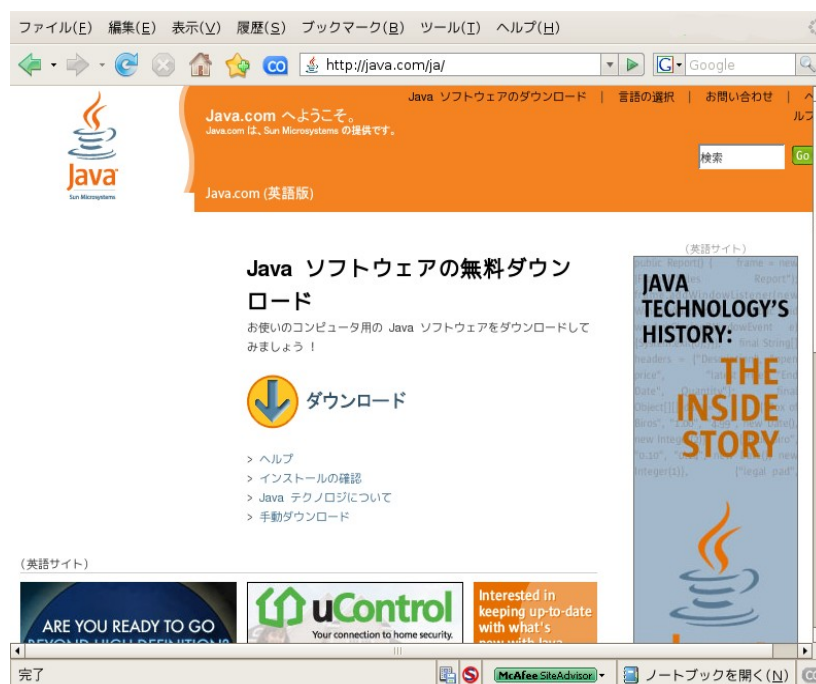 ファイル(F) 編集(E) 表示(V) 履歴(S) ブックマーク(B) ツール(T) ヘルプ(H)
http://java.com/ja/
Google
Java ソフトウェアのダウンロード | 言語の選択 | お問い合わせ | ヘルプ
Java.com へようこそ。
Java.com は、Sun Microsystems の提供です。
検索
Go
Java
Sun Microsystems
Java.com (英語版)
Java ソフトウェアの無料ダウン
ロード
お使いのコンピュータ用の Java ソフトウェアをダウンロードして
みましょう !
ダウンロード
> ヘルプ
> インストールの確認
> Java テクノロジについて
> 手動ダウンロード
(英語サイト)
JAVA
TECHNOLOGY'S
HISTORY:
THE
INSIDE
STORY
(英語サイト)
ARE YOU READY TO GO
BEYOND HIGH DEFINITION?
uControl
Your connection to home security.
Interested in
keeping up-to-date
with what's
new with Java
完了
McAfee SiteAdvisor
ノートブックを開く(N)